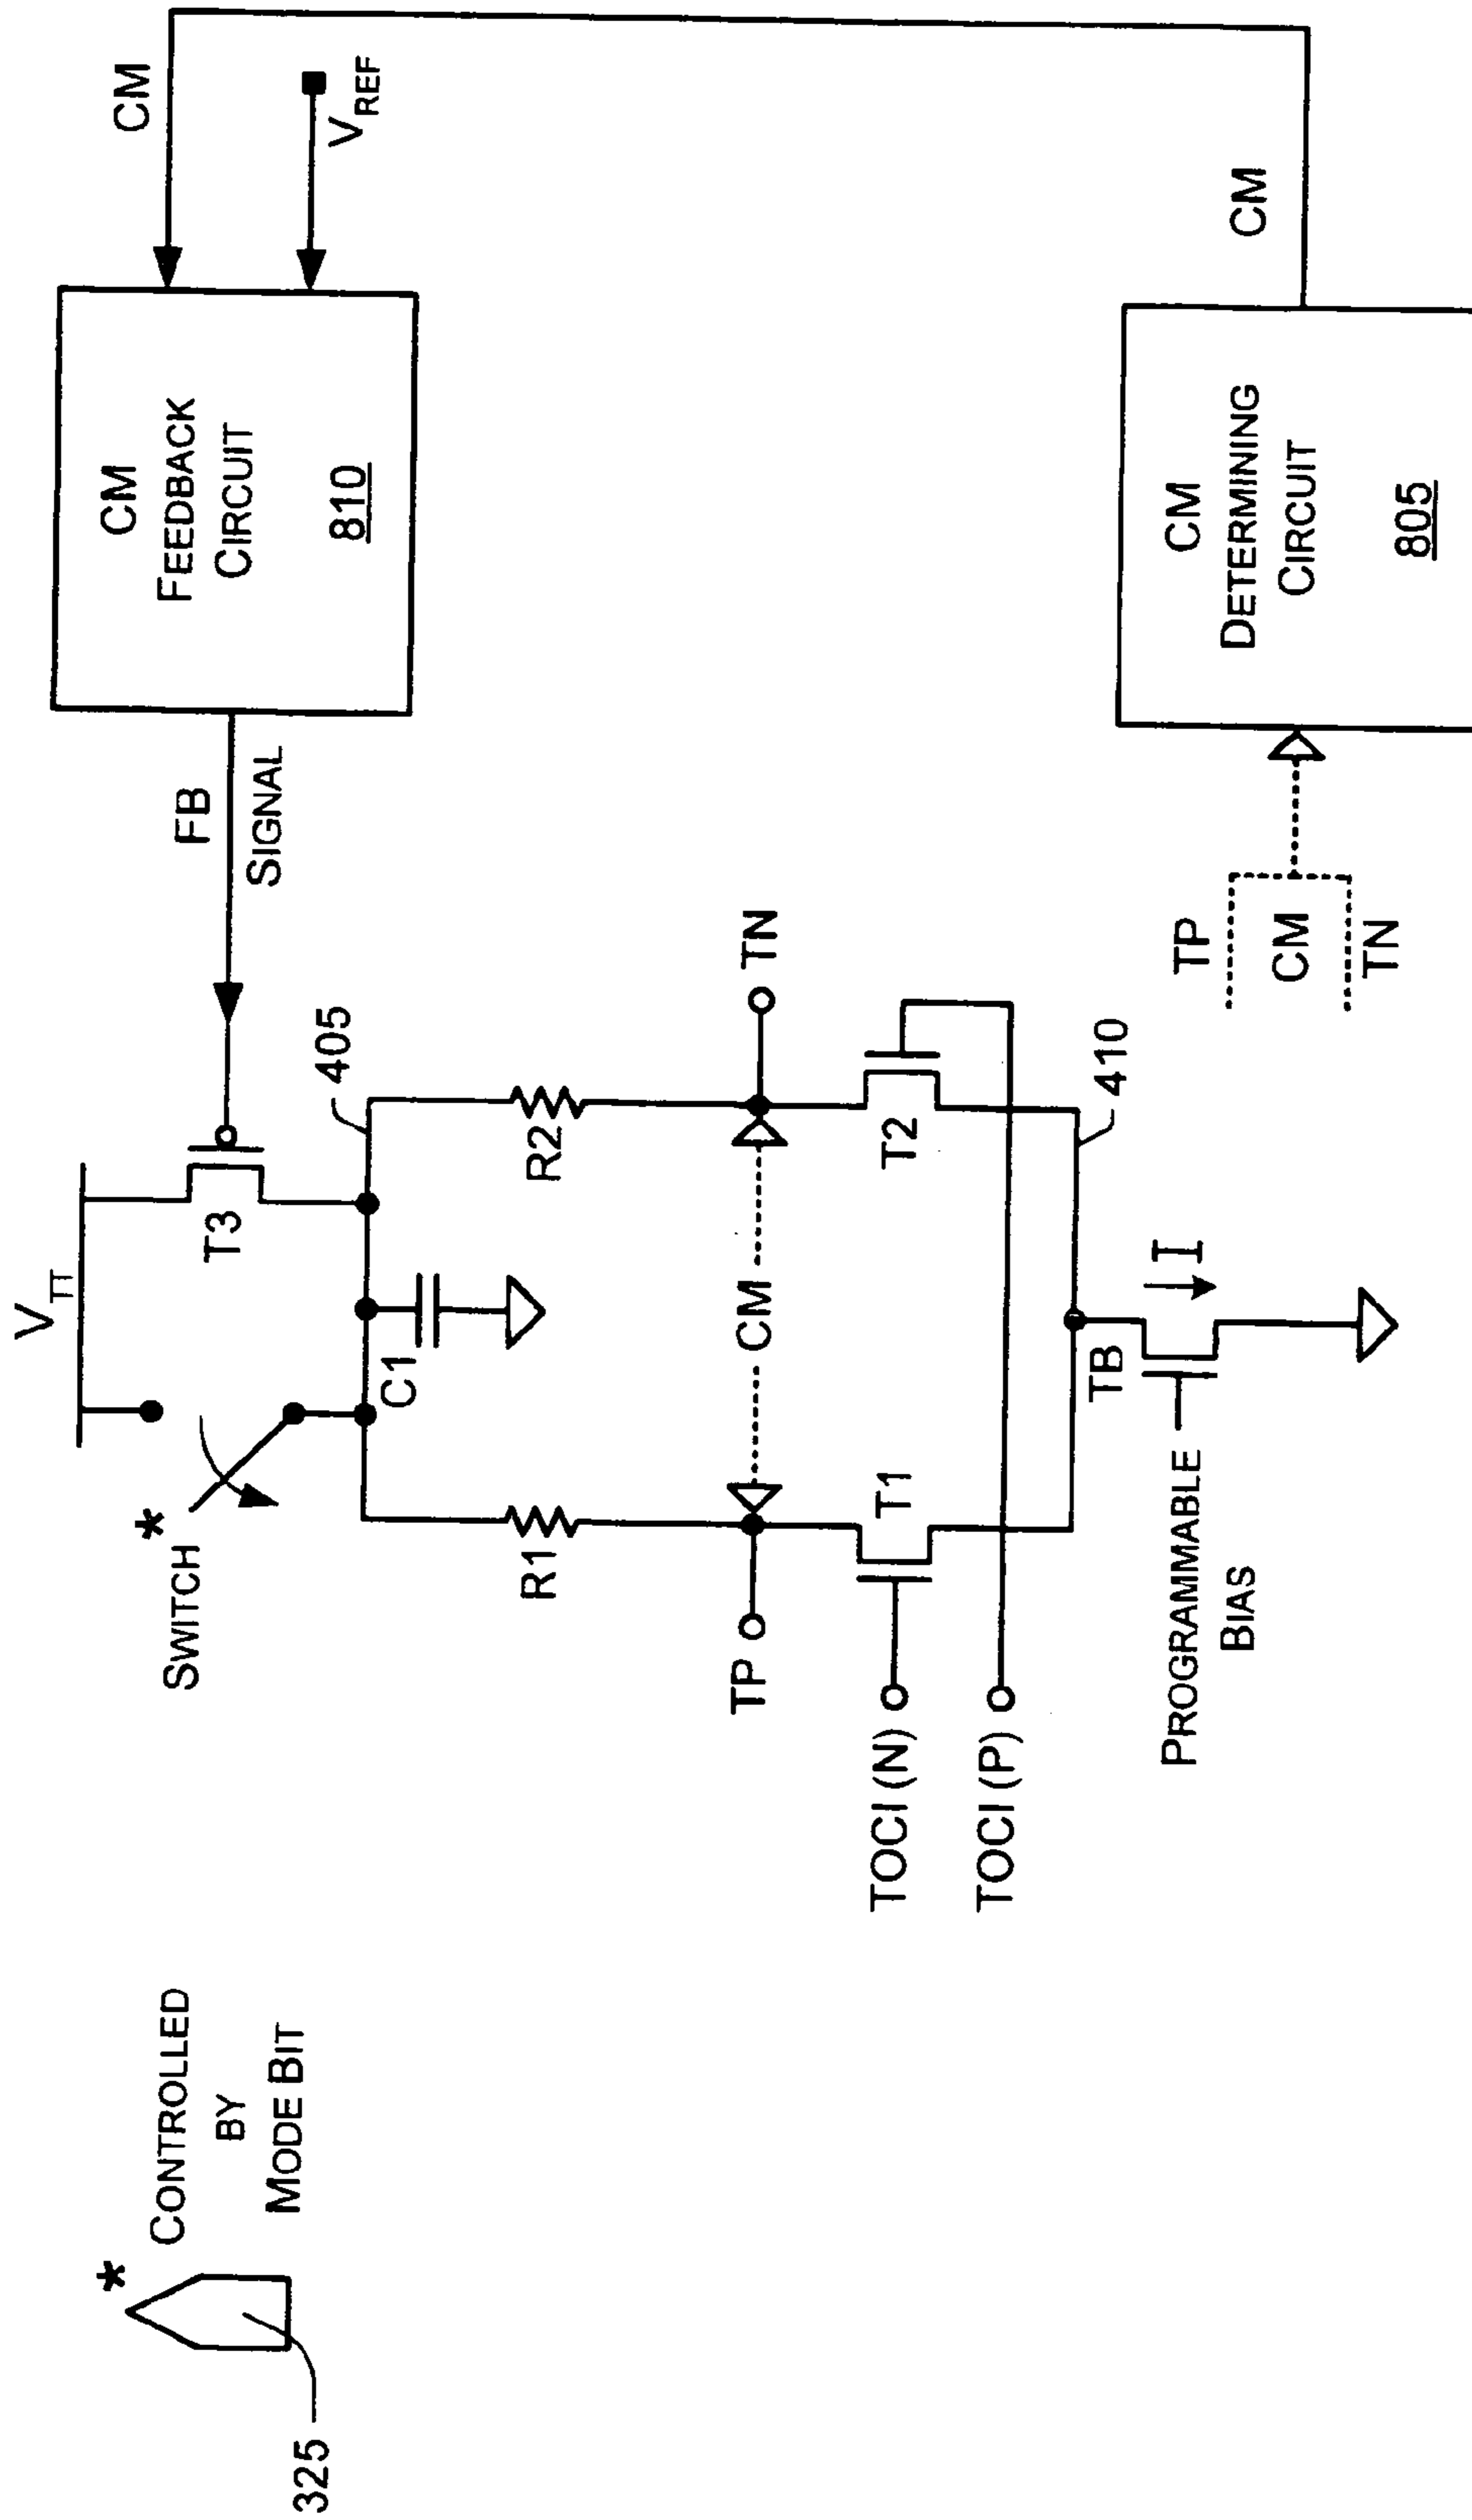 *
CONTROLLED
BY
MODE BIT
325
SWITCH
*
VTT
T3
FB
SIGNAL
CM
FEEDBACK
CIRCUIT
810
CM
VREF
405
C1
R1
R2
TP
CM
TN
TOCI (N)
TOCI (P)
T1
T2
410
TB
I
PROGRAMMABLE
BIAS
TP
CM
TN
CM
DETERMINING
CIRCUIT
805
CM